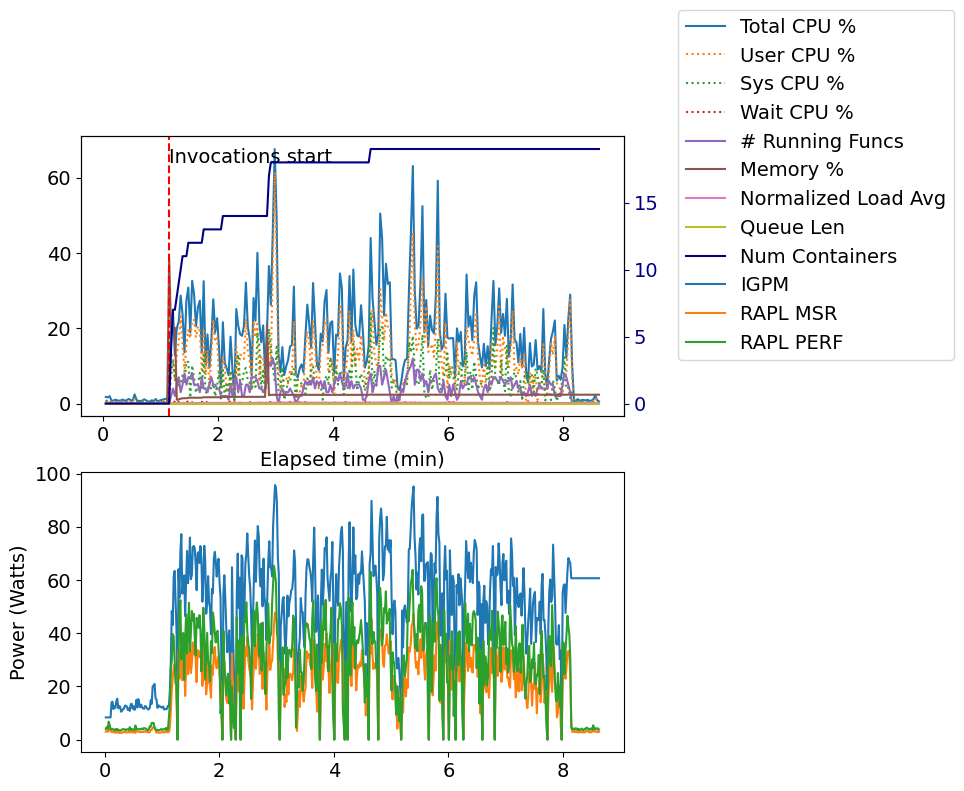 Total CPU %
User CPU %
Sys CPU %
Wait CPU %
# Running Funcs
Memory %
Normalized Load Avg
Queue Len
Num Containers
IGPM
RAPL MSR
RAPL PERF
Invocations start
60
40
20
0
15
10
5
0
0 2 4 6 8
Elapsed time (min)
Power (Watts)
100
80
60
40
20
0
0 2 4 6 8